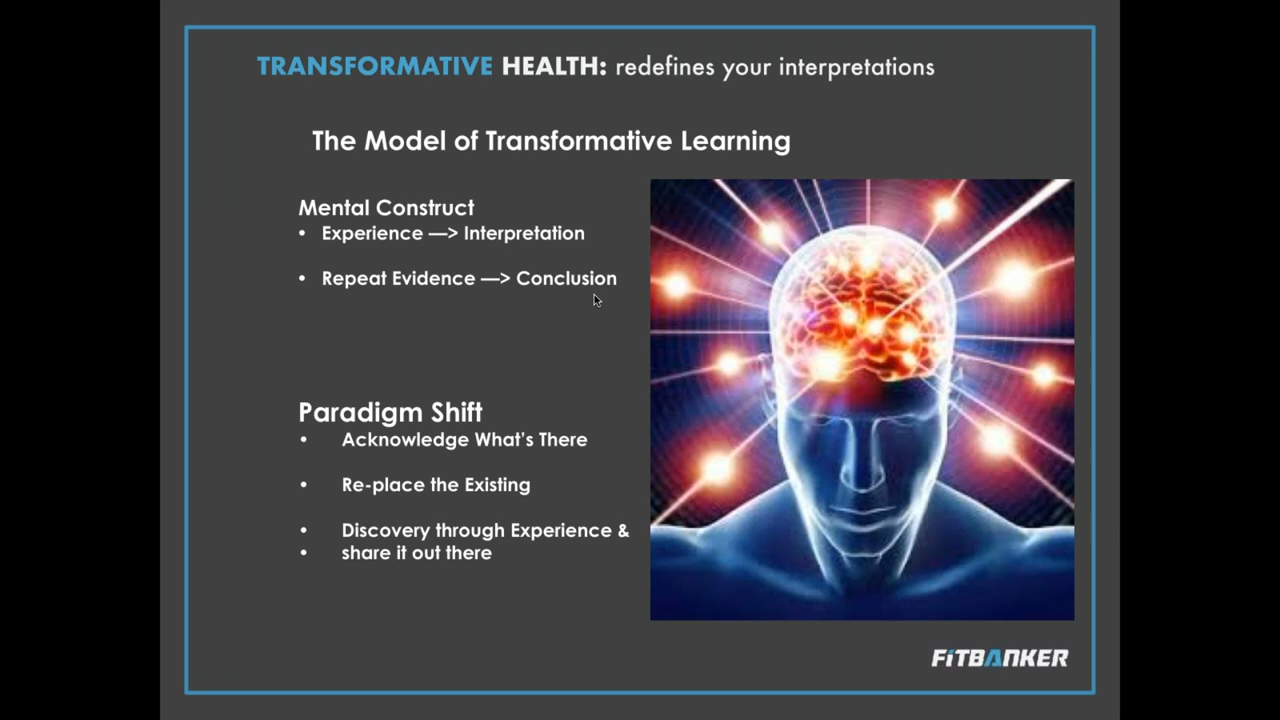 TRANSFORMATIVE HEALTH: redefines your interpretations
The Model of Transformative Learning
Mental Construct
• Experience —> Interpretation
• Repeat Evidence —> Conclusion
Paradigm Shift
• Acknowledge What’s There
• Re-place the Existing
• Discovery through Experience &
• share it out there
FiTBANKER